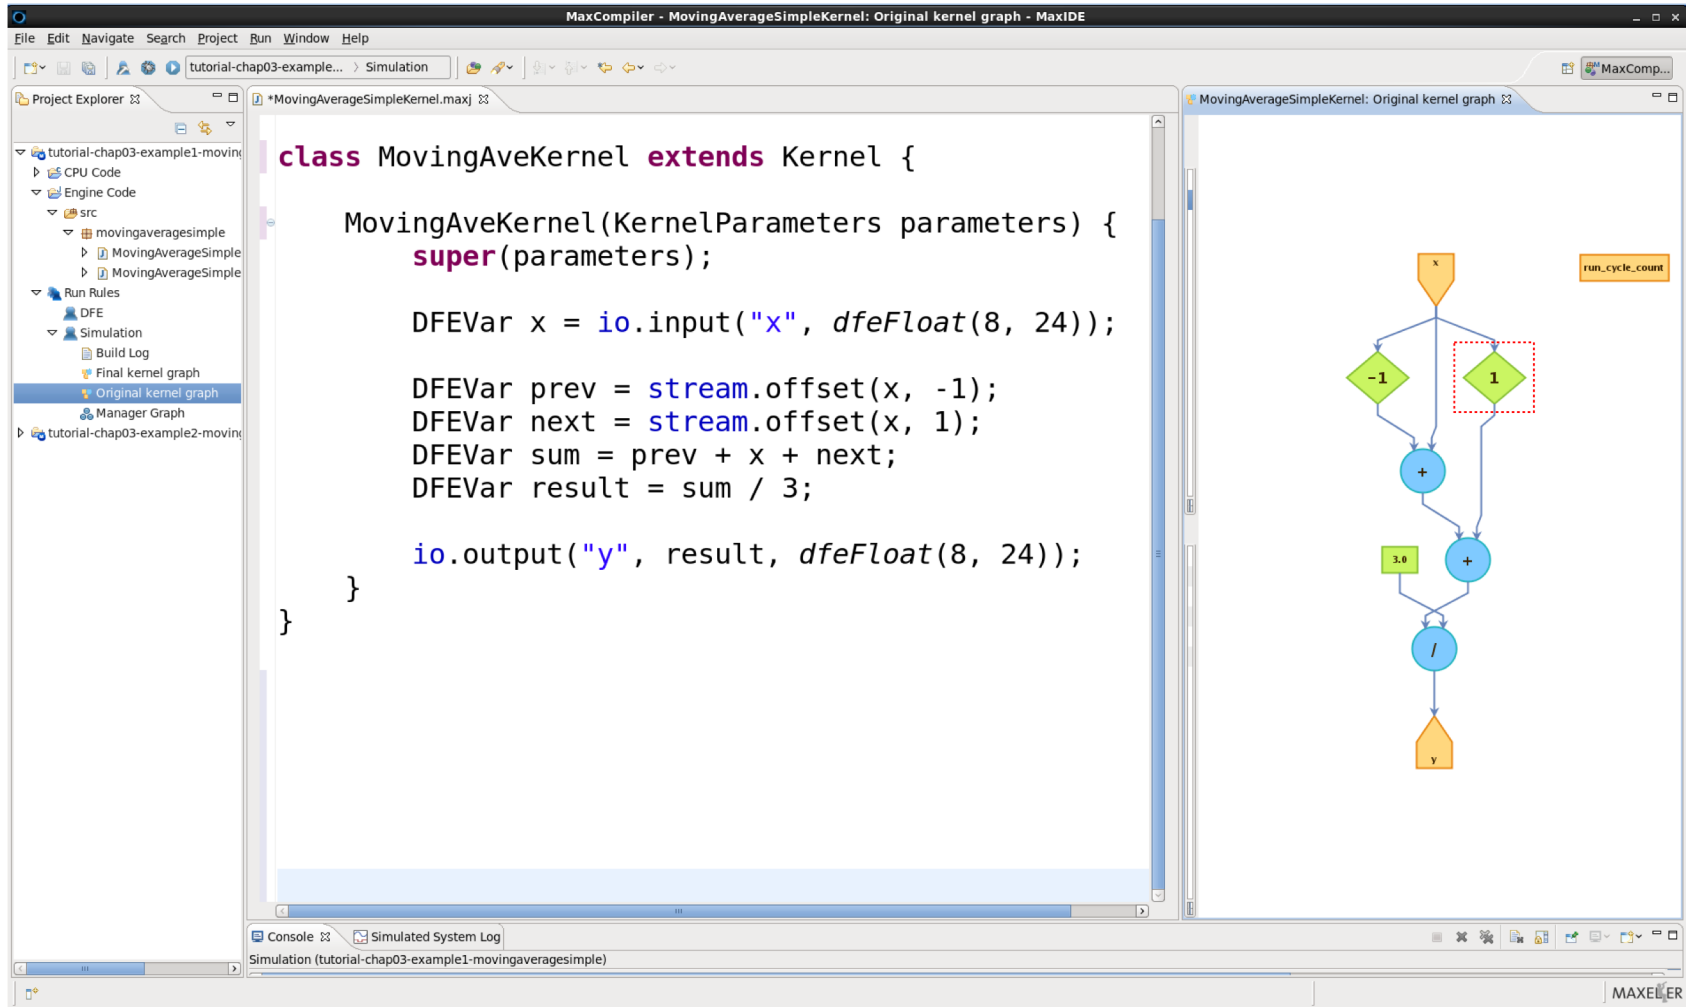 MaxCompiler - MovingAverageSimpleKernel: Original kernel graph - MaxIDE
File Edit Navigate Search Project Run Window Help
tutorial-chap03-example... > Simulation
MaxComp...
Project Explorer
tutorial-chap03-example1-moving
CPU Code
Engine Code
src
movingaveragesimple
MovingAverageSimple
MovingAverageSimple
Run Rules
DFE
Simulation
Build Log
Final kernel graph
Original kernel graph
Manager Graph
tutorial-chap03-example2-moving
*MovingAverageSimpleKernel.maxj
class MovingAveKernel extends Kernel {
MovingAveKernel(KernelParameters parameters) {
super(parameters);
DFEVar x = io.input("x", dfeFloat(8, 24));
DFEVar prev = stream.offset(x, -1);
DFEVar next = stream.offset(x, 1);
DFEVar sum = prev + x + next;
DFEVar result = sum / 3;
io.output("y", result, dfeFloat(8, 24));
}
}
MovingAverageSimpleKernel: Original kernel graph
x
run_cycle_count
-1
1
+
3.0
+
/
y
Console
Simulated System Log
Simulation (tutorial-chap03-example1-movingaveragesimple)
MAXELER